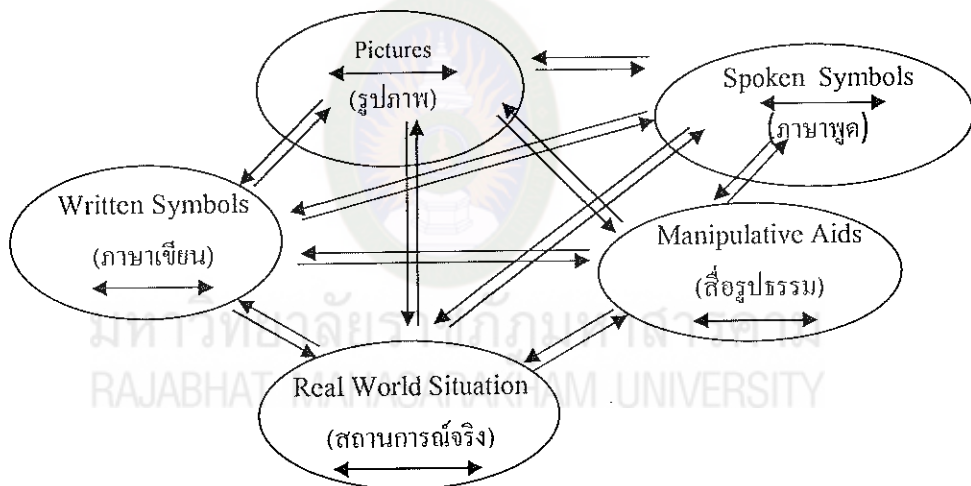 Pictures
(รูปภาพ)
Spoken Symbols
(ภาษาพูด)
Written Symbols
(ภาษาเขียน)
Manipulative Aids
(สื่อรูปธรรม)
Real World Situation
(สถานการณ์จริง)
มหาวิทยาลัยราชภัฏมหาสารคาม
RAJABHAT MAHASARAKHAM UNIVERSITY